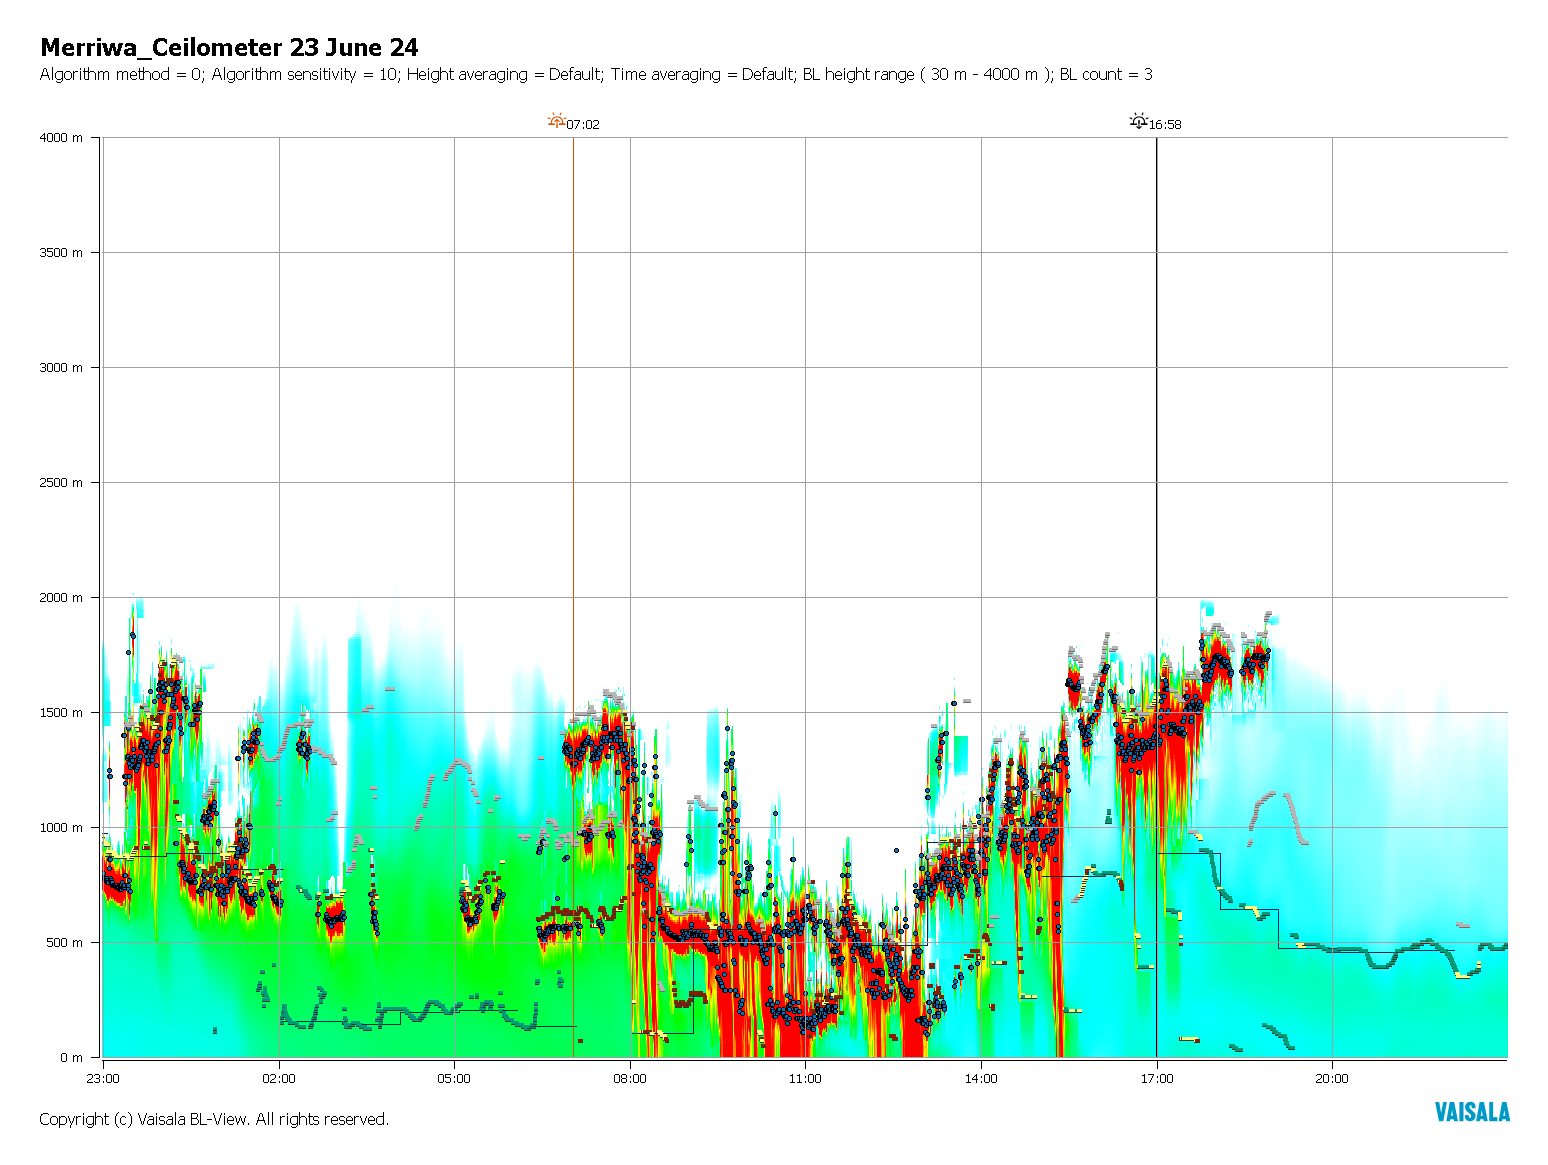 Merriwa_Ceilometer 23 June 24
Algorithm method = 0; Algorithm sensitivity = 10; Height averaging = Default; Time averaging = Default; BL height range ( 30 m - 4000 m ); BL count = 3
07:02
16:58
4000 m
3500 m
3000 m
2500 m
2000 m
1500 m
1000 m
500 m
0 m
23:00
02:00
05:00
08:00
11:00
14:00
17:00
20:00
Copyright (c) Vaisala BL-View. All rights reserved.
VAISALA